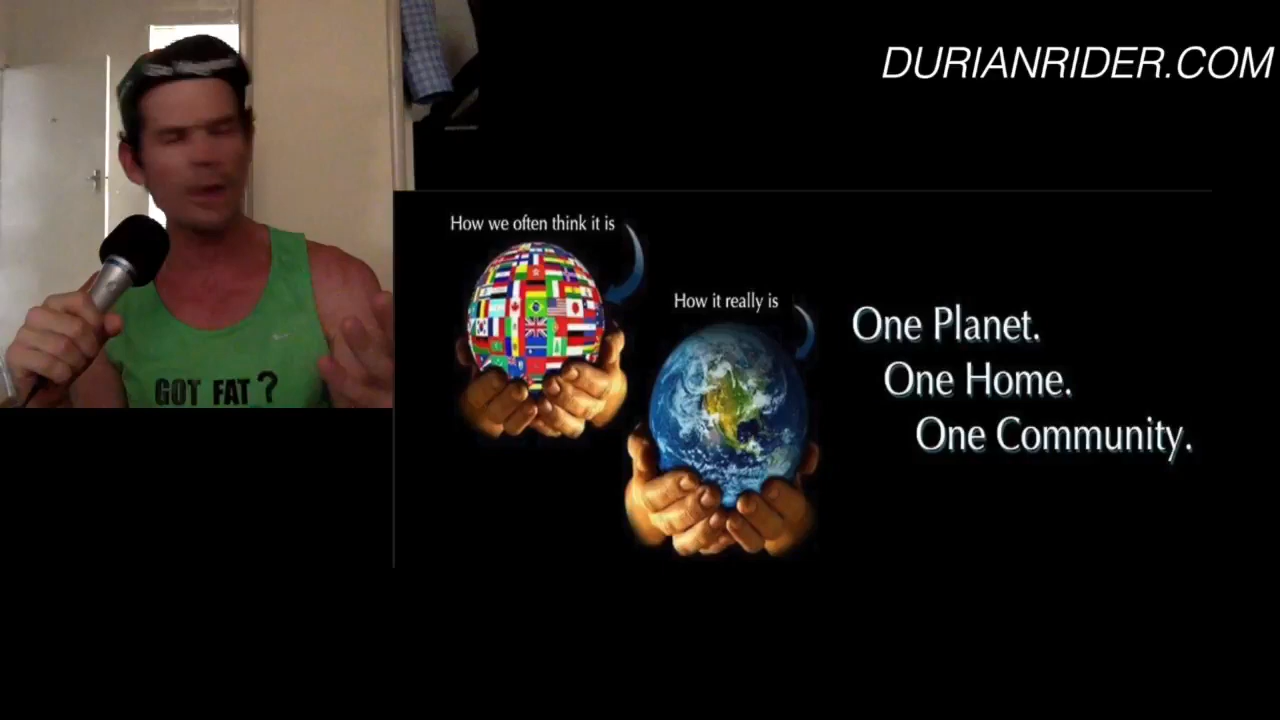 DURIANRIDER.COM
How we often think it is
How it really is
One Planet.
One Home.
One Community.
GOT FAT ?